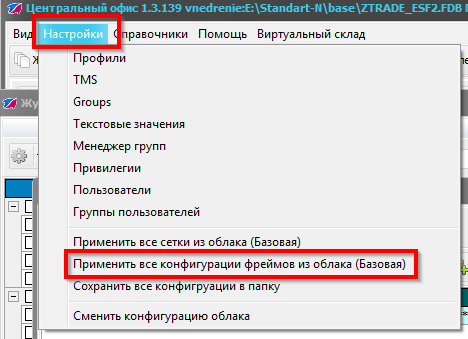 Центральный офис 1.3.139 vnedrenie:E:\Standart-N\base\ZTRADE_ESF2.FDB
Настройки Справочники Помощь Виртуальный склад
Профили
TMS
Groups
Текстовые значения
Менеджер групп
Привилегии
Пользователи
Группы пользователей
Применить все сетки из облака (Базовая)
Применить все конфигурации фреймов из облака (Базовая)
Сохранить все конфигруации в папку
Сменить конфигурацию облака